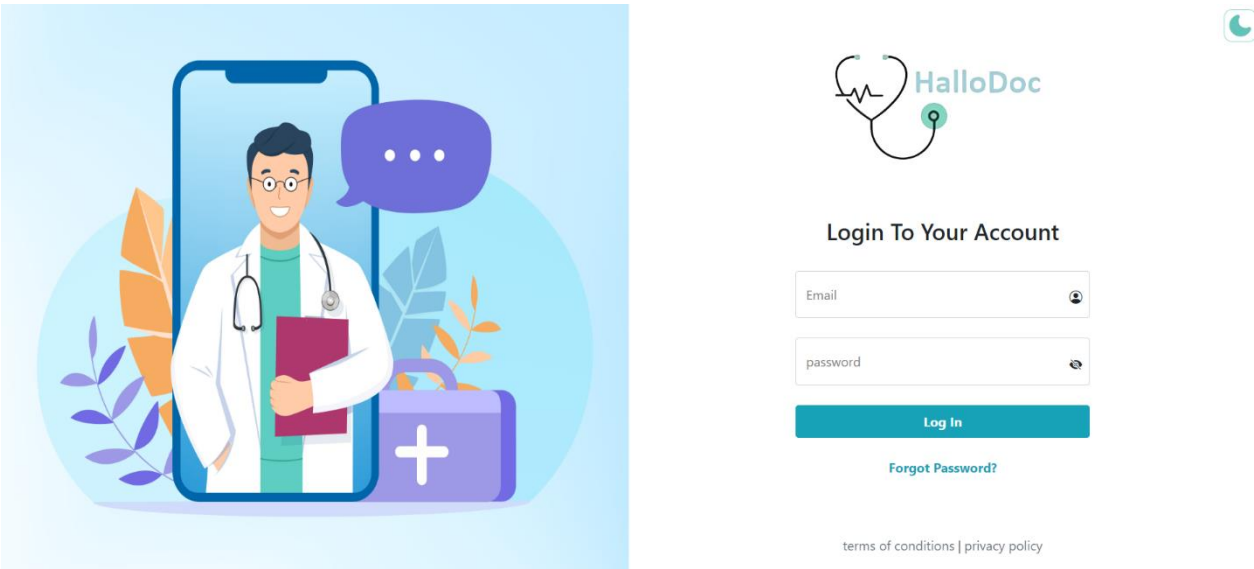 HalloDoc
Login To Your Account
Email
password
Log In
Forgot Password?
terms of conditions | privacy policy